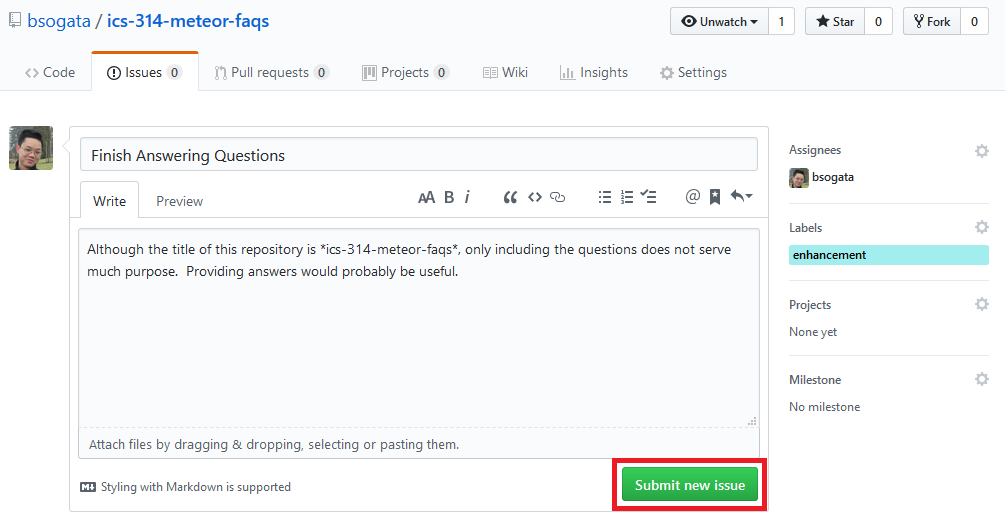 bsogata / ics-314-meteor-faqs
Unwatch 1 Star 0 Fork 0
Code Issues 0 Pull requests 0 Projects 0 Wiki Insights Settings
Finish Answering Questions
Write Preview AA B i
Although the title of this repository is *ics-314-meteor-faqs*, only including the questions does not serve
much purpose.  Providing answers would probably be useful.
Attach files by dragging & dropping, selecting or pasting them.
Styling with Markdown is supported
Submit new issue
Assignees
bsogata
Labels
enhancement
Projects
None yet
Milestone
No milestone